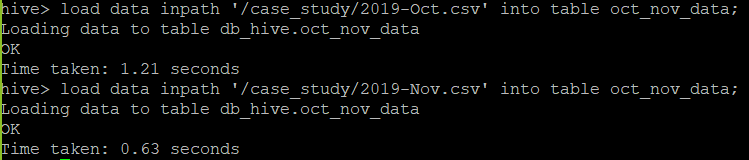 hive> load data inpath '/case_study/2019-Oct.csv' into table oct_nov_data;
Loading data to table db_hive.oct_nov_data
OK
Time taken: 1.21 seconds
hive> load data inpath '/case_study/2019-Nov.csv' into table oct_nov_data;
Loading data to table db_hive.oct_nov_data
OK
Time taken: 0.63 seconds